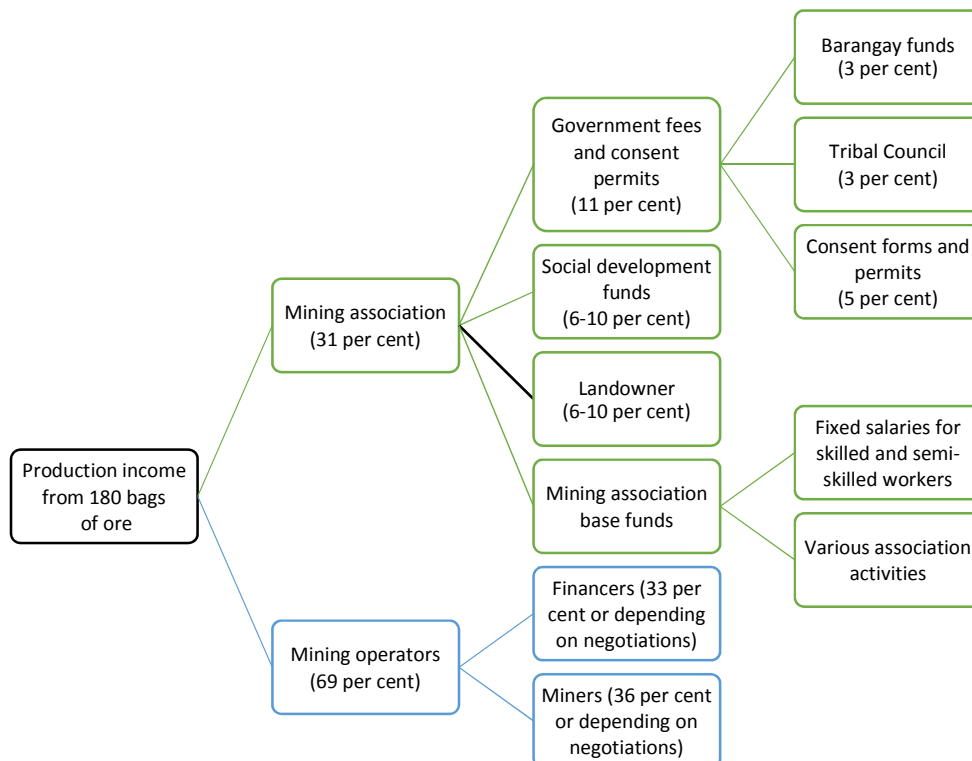 Barangay funds
(3 per cent)
Government fees
and consent
permits
(11 per cent)
Tribal Council
(3 per cent)
Consent forms and
permits
(5 per cent)
Social development
funds
(6-10 per cent)
Mining association
(31 per cent)
Landowner
(6-10 per cent)
Fixed salaries for
skilled and semi-
skilled workers
Production income
from 180 bags
of ore
Mining association
base funds
Various association
activities
Financers (33 per
cent or depending
on negotiations)
Mining operators
(69 per cent)
Miners (36 per cent
or depending on
negotiations)